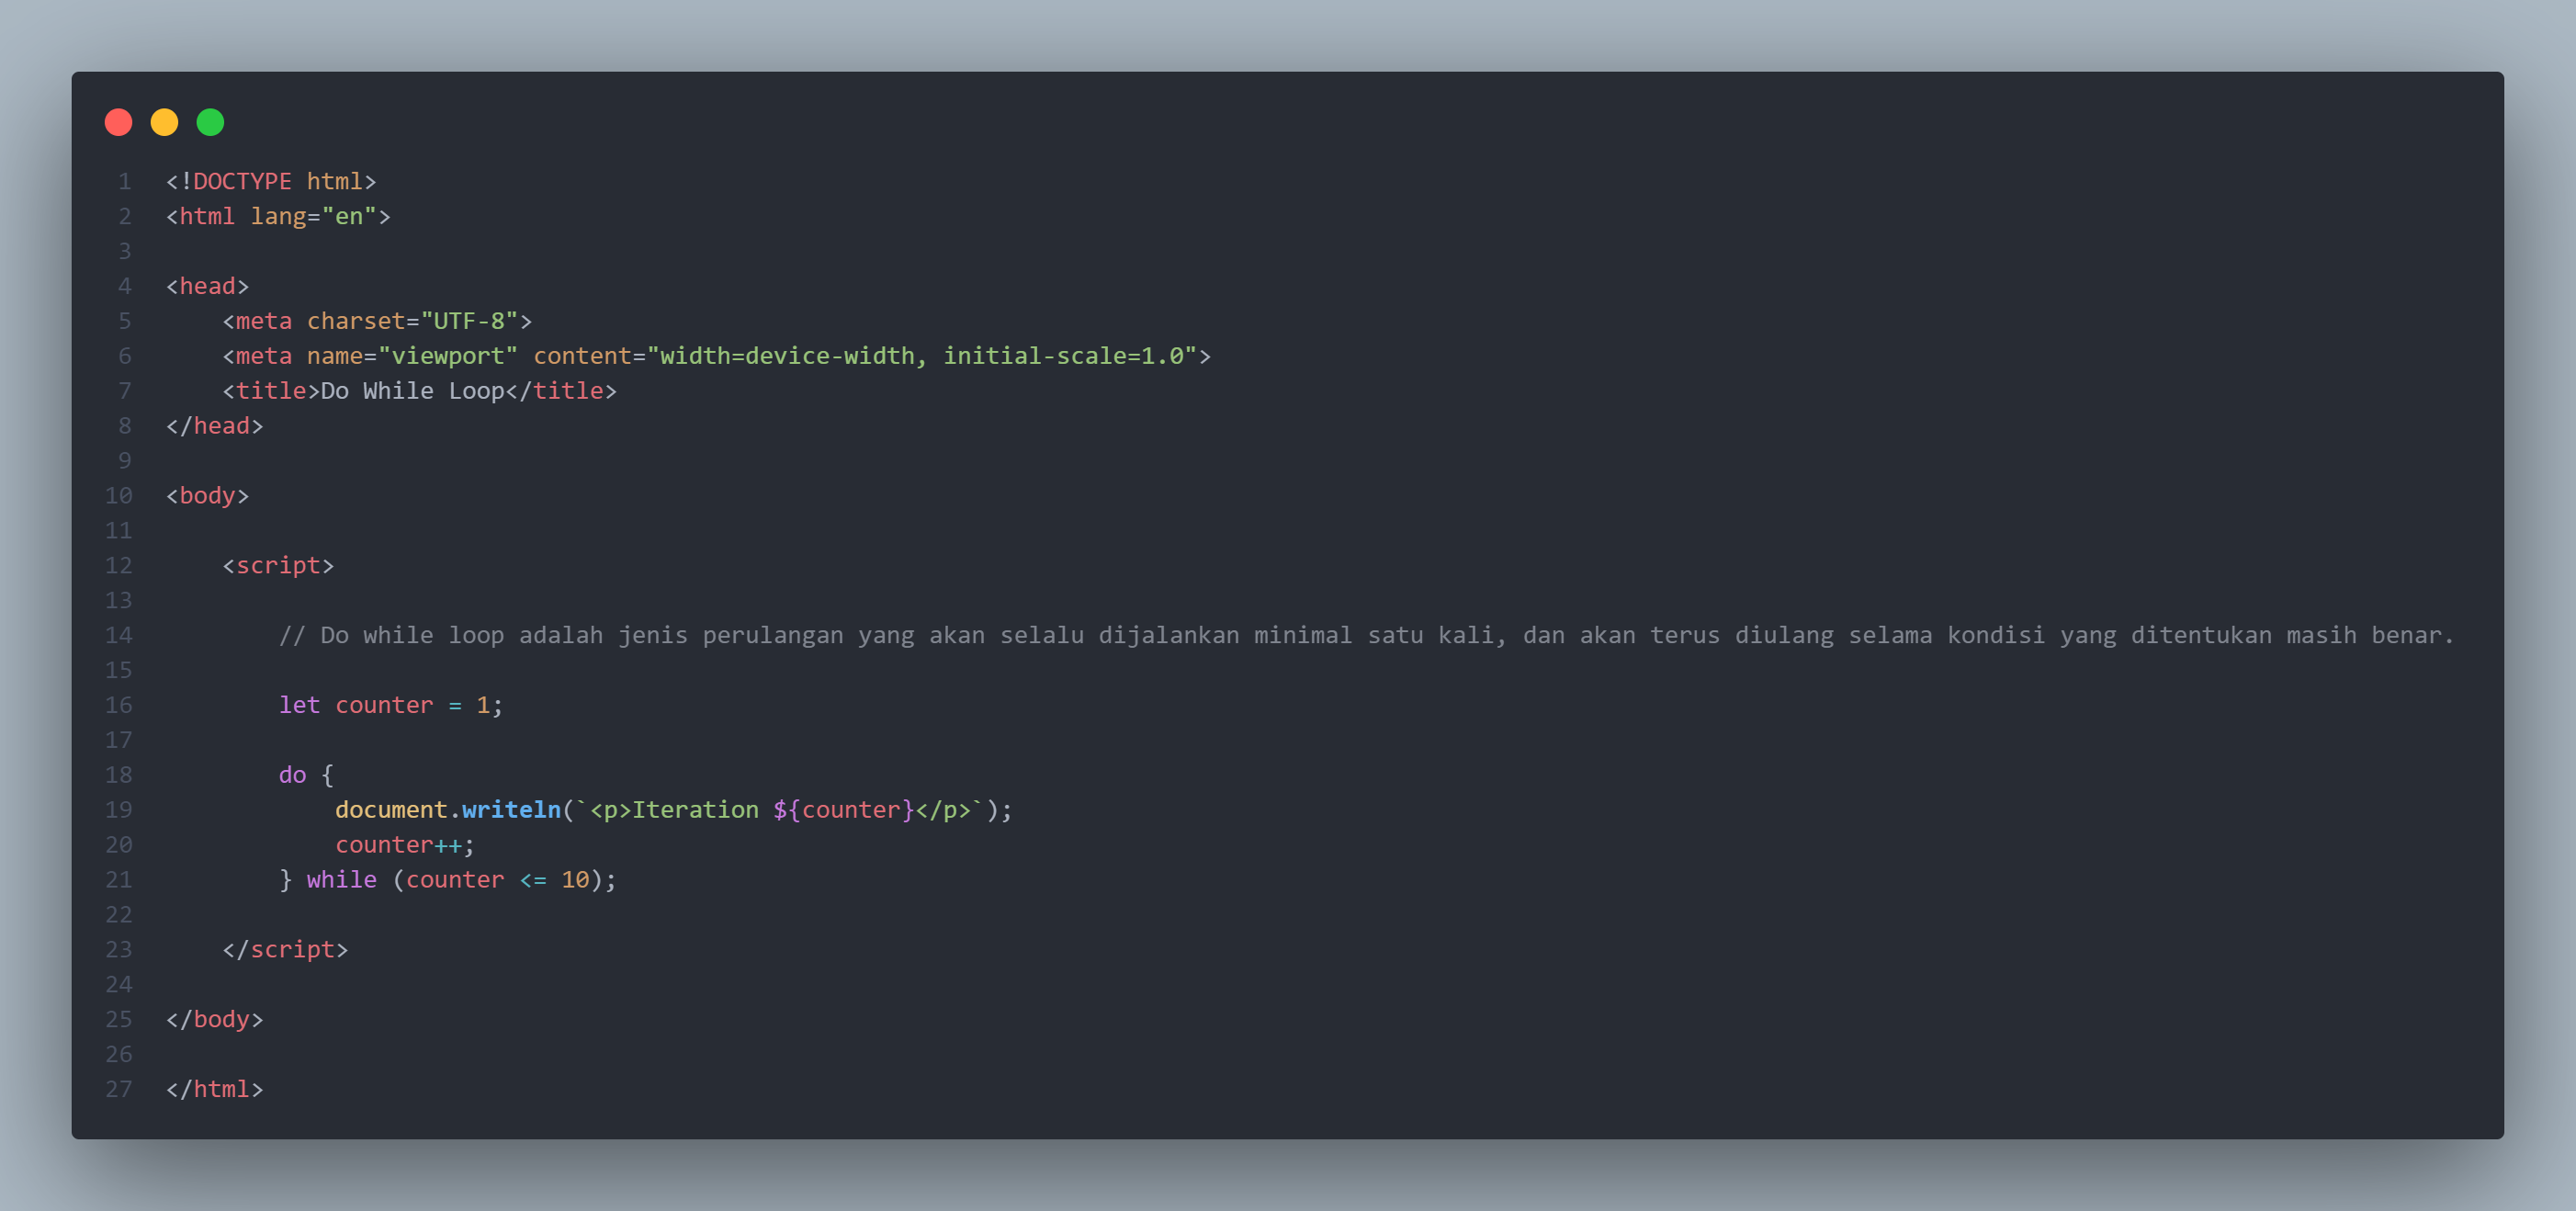 1 <!DOCTYPE html>
2 <html lang="en">
3
4 <head>
5     <meta charset="UTF-8">
6     <meta name="viewport" content="width=device-width, initial-scale=1.0">
7     <title>Do While Loop</title>
8 </head>
9
10 <body>
11
12     <script>
13
14         // Do while loop adalah jenis perulangan yang akan selalu dijalankan minimal satu kali, dan akan terus diulang selama kondisi yang ditentukan masih benar.
15
16         let counter = 1;
17
18         do {
19             document.writeln(`<p>Iteration ${counter}</p>`);
20             counter++;
21         } while (counter <= 10);
22
23     </script>
24
25 </body>
26
27 </html>